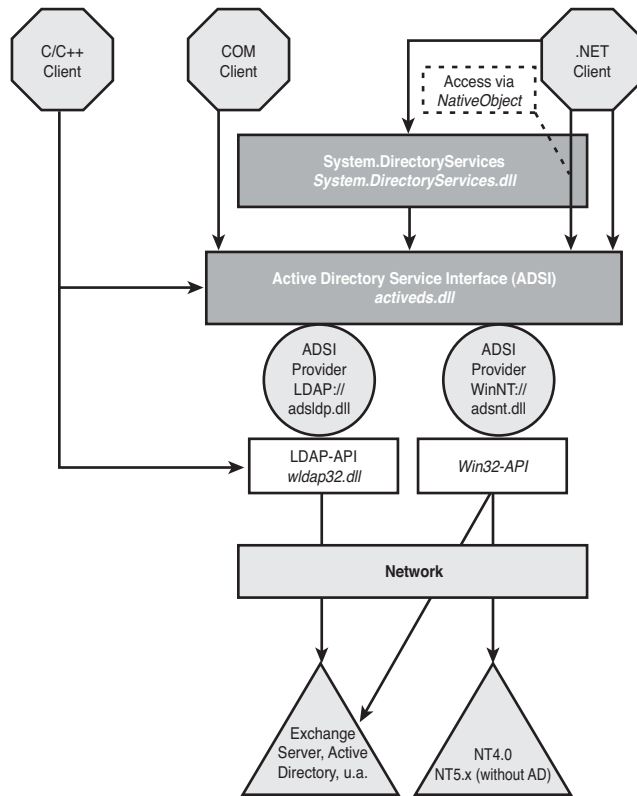 C/C++
Client
COM
Client
.NET
Client
Access via
NativeObject
System.DirectoryServices
System.DirectoryServices.dll
Active Directory Service Interface (ADSI)
activeds.dll
ADSI
Provider
LDAP://
adsldp.dll
ADSI
Provider
WinNT://
adsnt.dll
LDAP-API
wldap32.dll
Win32-API
Network
Exchange
Server, Active
Directory, u.a.
NT4.0
NT5.x (without AD)